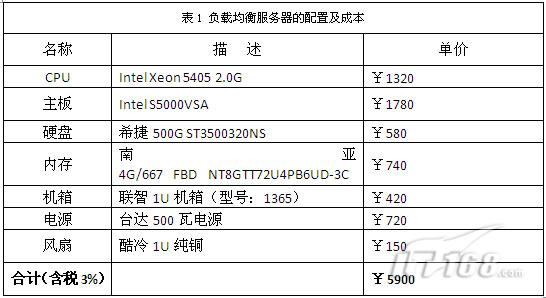 表1 负载均衡服务器的配置及成本
名称 描 述 单价
CPU Intel Xeon 5405 2.0G ￥1320
主板 Intel S5000VSA ￥1780
硬盘 希捷 500G ST3500320NS ￥580
内存 南 亚
4G/667 FBD NT8GTT72U4PB6UD-3C ￥740
机箱 联智 1U 机箱（型号：1365） ￥420
电源 台达 500 瓦电源 ￥720
风扇 酷冷 1U 纯铜 ￥150
合计（含税 3%） ￥5900
IT168.com